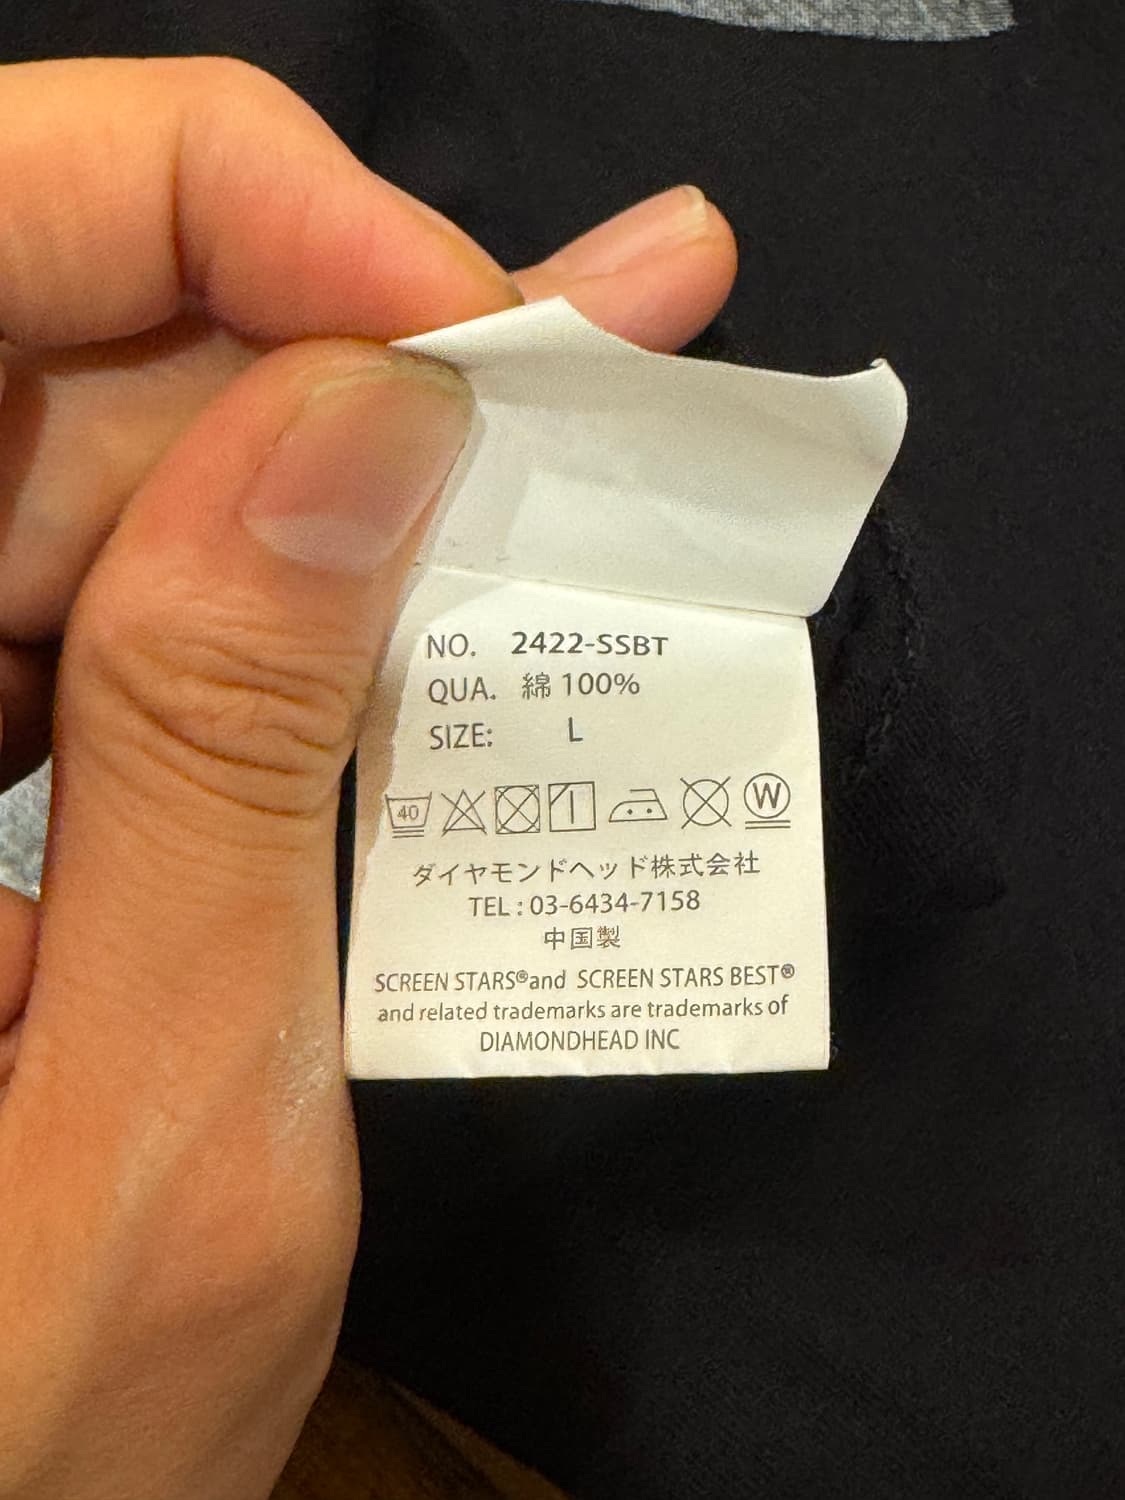 NO. 2422-SSBT
QUA. 綿 100%
SIZE: L
40 W
ダイヤモンドヘッド株式会社
TEL : 03-6434-7158
中国製
SCREEN STARS®and SCREEN STARS BEST®
and related trademarks are trademarks of
DIAMONDHEAD INC